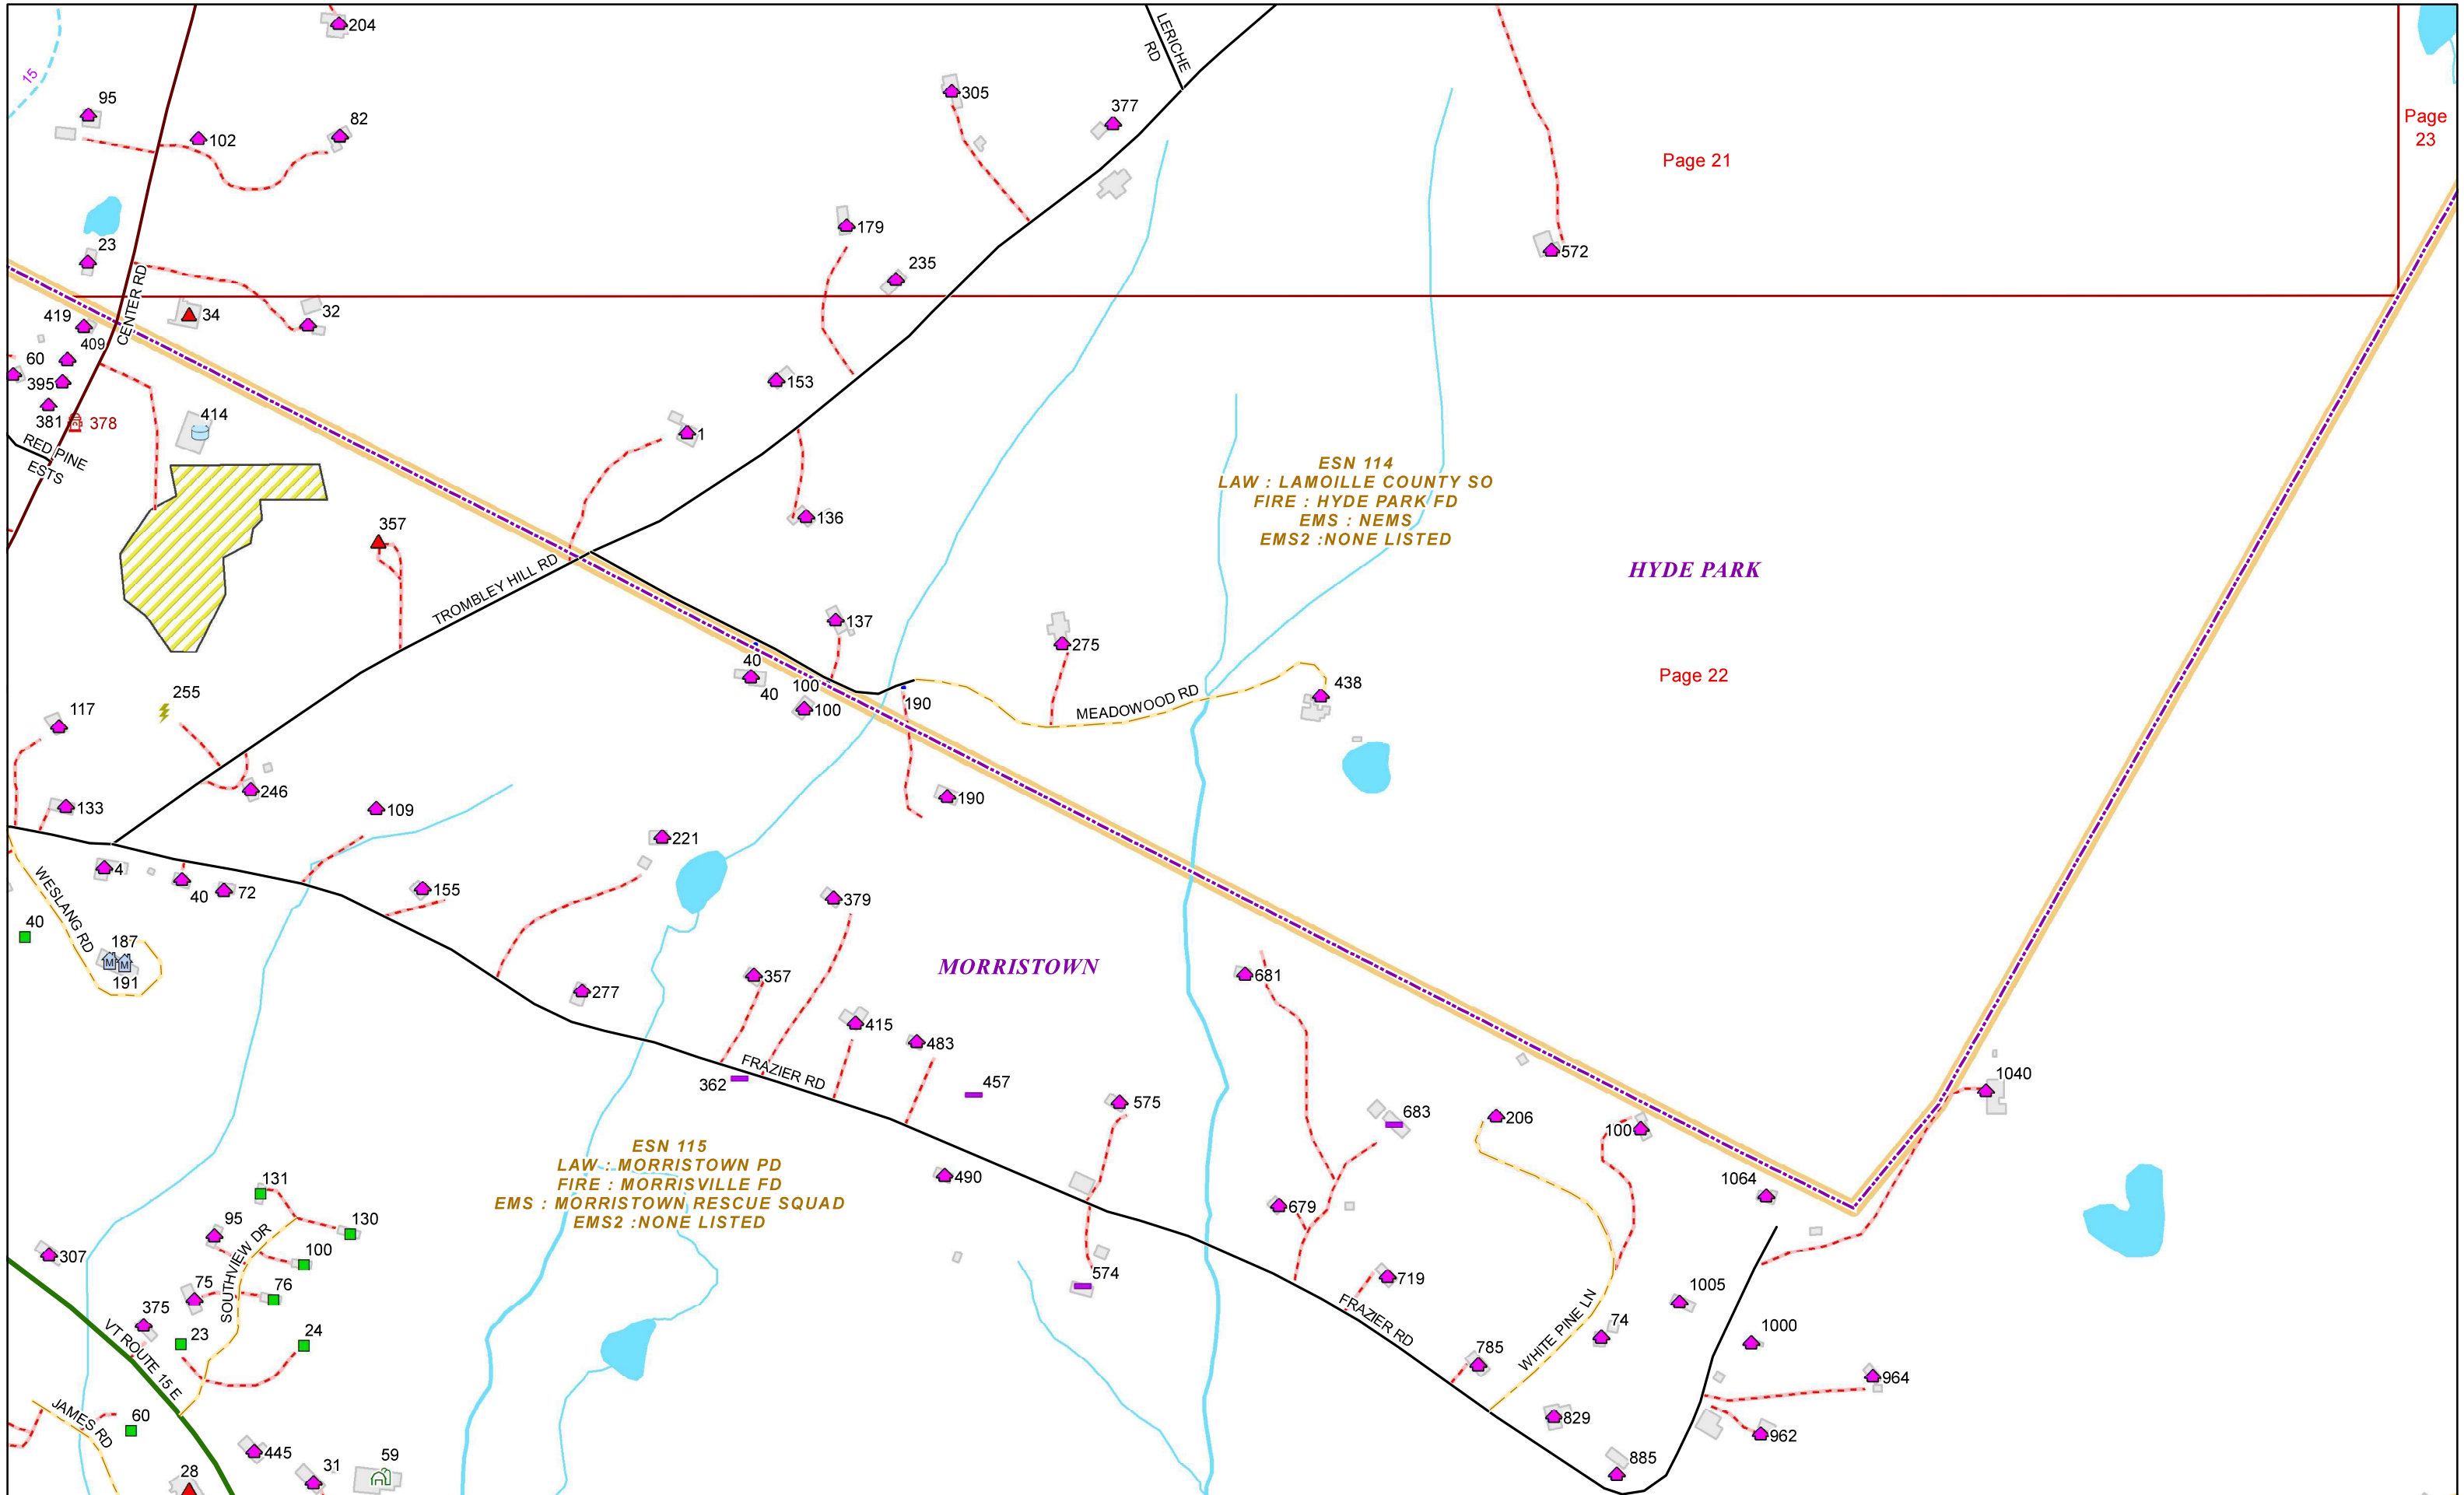 204
LERICHE
RD
15
95
102
82
305
377
Page
23
Page 21
179
23
235
572
CENTER RD
34
32
419
409
60
395
153
381
378
414
1
RED PINE
ESTS
ESN 114
LAW : LAMOILLE COUNTY SO
FIRE : HYDE PARK FD
EMS : NEMS
EMS2 :NONE LISTED
136
357
HYDE PARK
TROMBLEY HILL RD
137
275
40
40
100
100
190
438
Page 22
MEADOWOOD RD
255
117
246
190
133
109
221
4
40
72
155
WESLANG RD
379
40
187
191
MORRISTOWN
357
681
277
415
483
FRAZIER RD
362
457
575
683
206
1040
100
ESN 115
LAW : MORRISTOWN PD
FIRE : MORRISVILLE FD
EMS : MORRISTOWN RESCUE SQUAD
EMS2 :NONE LISTED
490
131
1064
679
95
130
SOUTHVIEW DR
307
100
574
719
75
76
1005
375
FRAZIER RD
74
1000
VT ROUTE 15 E
23
24
785
WHITE PINE LN
964
JAMES RD
60
829
962
445
59
31
885
28
M
M